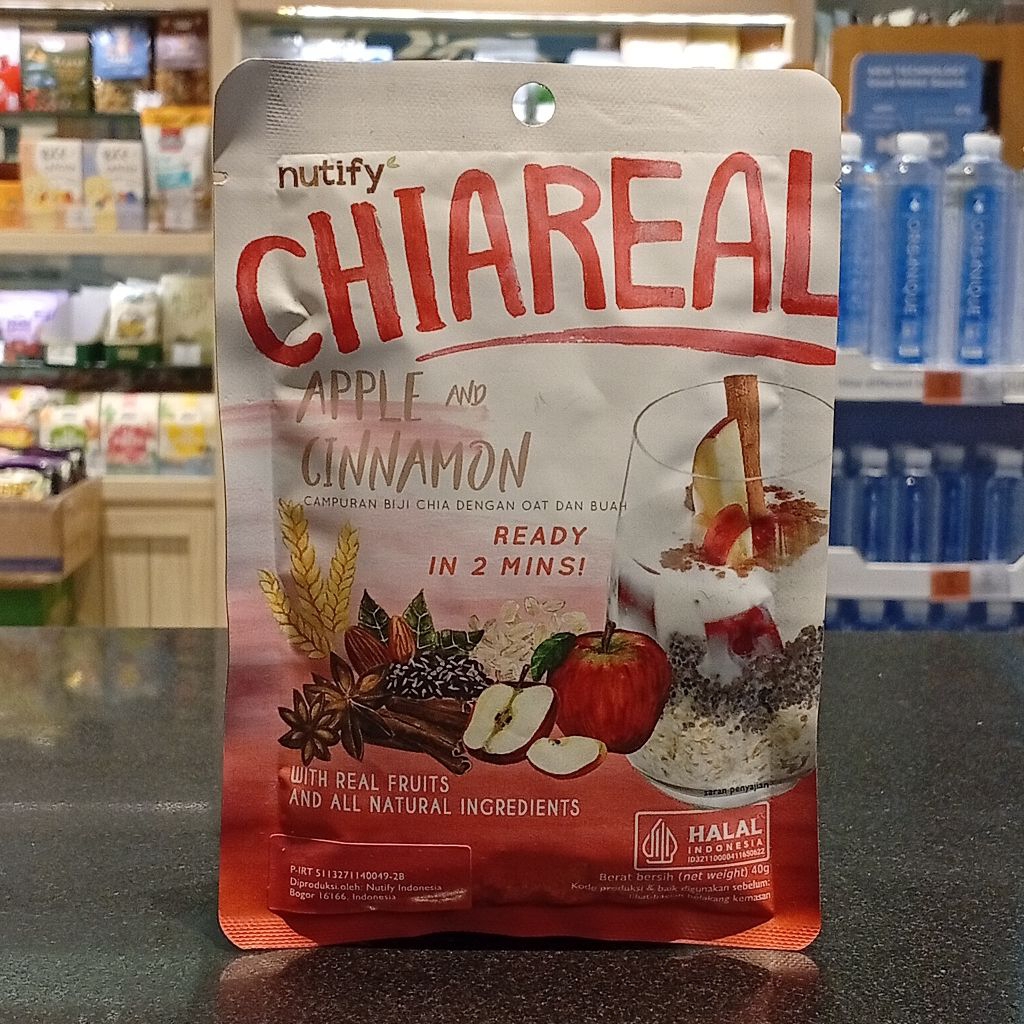 nutify
CHIAREAL
APPLE AND
CINNAMON
CAMPURAN BIJI CHIA DENGAN OAT DAN BUAH
READY
IN 2 MINS!
WITH REAL FRUITS
AND ALL NATURAL INGREDIENTS
saran penyajian
HALAL
INDONESIA
ID32110000411650622
P-IRT 5113271140049-28
Diproduksi oleh: Nutify Indonesia
Bogor 16166, Indonesia
Berat bersih (net weight) 40g
Kode produksi & baik digunakan sebelum:
lihat bawah belakang kemasan